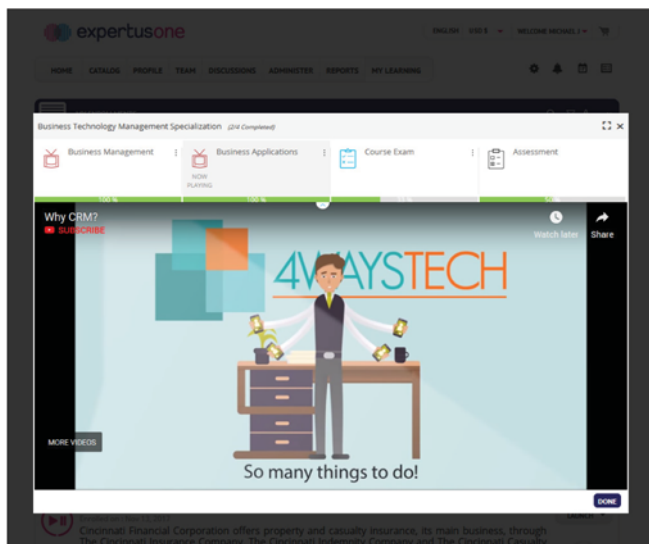 expertusone
ENGLISH USD $ WELCOME MICHAEL J
HOME CATALOG PROFILE TEAM DISCUSSIONS ADMINISTER REPORTS MY LEARNING
Business Technology Management Specialization (2/4 Completed)
Business Management
Business Applications
Course Exam
Assessment
NOW
PLAYING
100 %
100 %
Why CRM?
SUBSCRIBE
Watch later
Share
4WAYSTECH
MORE VIDEOS
So many things to do!
DONE
LAUNCH
Cincinnati Financial Corporation offers property and casualty insurance, its main business, through
The Cincinnati Insurance Company, The Cincinnati Indemnity Company and The Cincinnati Casualty